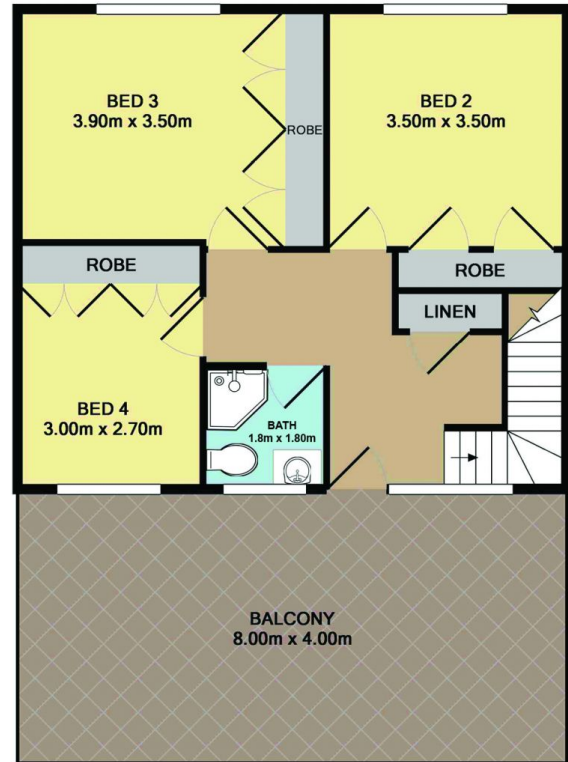 BED 3
3.90m x 3.50m
ROBE
BED 2
3.50m x 3.50m
ROBE
ROBE
LINEN
BED 4
3.00m x 2.70m
BATH
1.8m x 1.80m
BALCONY
8.00m x 4.00m